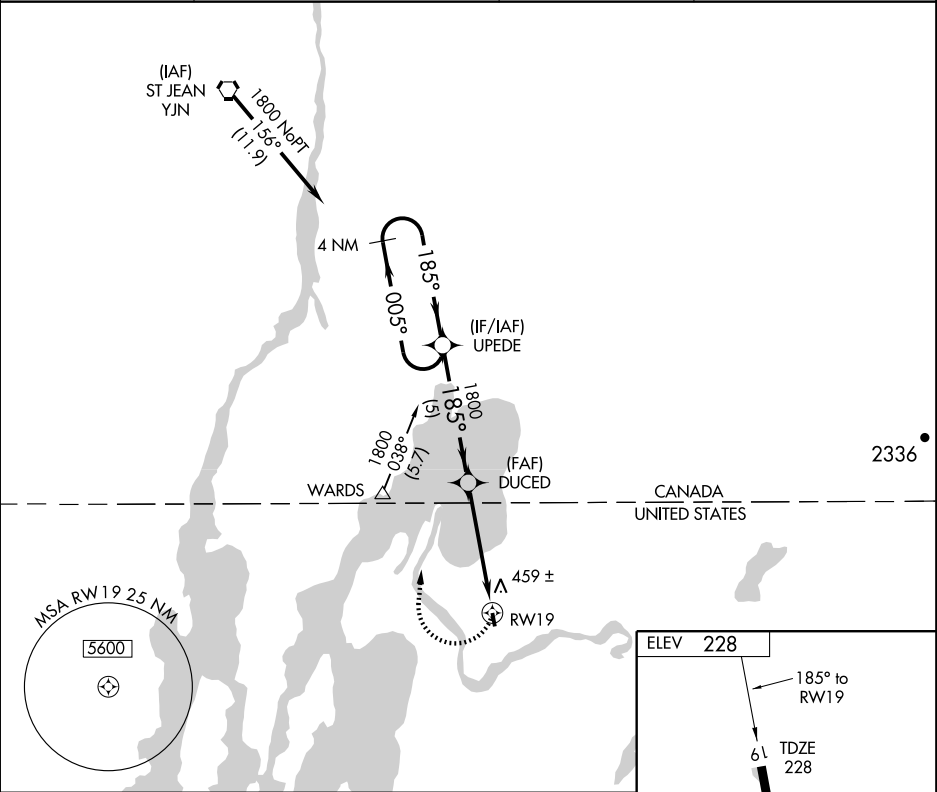 (IAF)
ST JEAN
YJN
1800 NoPT
156°
(11.9)
4 NM
185°
005°
(IF/IAF)
UPEDE
1800
185°
(5)
1800
038°
(5.7)
(FAF)
DUCED
2336
WARDS
CANADA
UNITED STATES
459 ±
RW19
MSA RW19 25 NM
5600
ELEV 228
185° to
RW19
19
TDZE
228